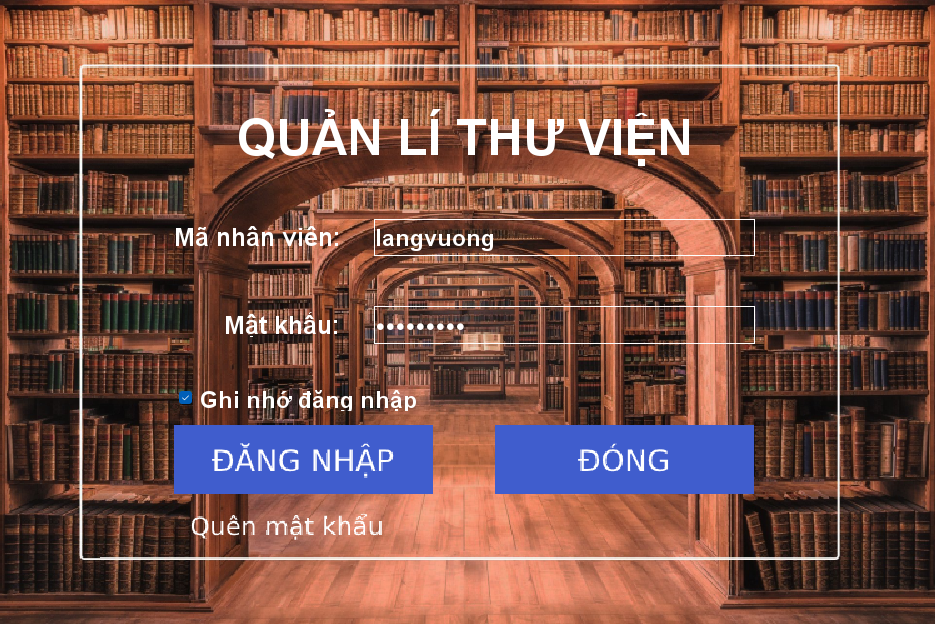 QUẢN LÍ THƯ VIỆN
Mã nhân viên: langvuong
Mật khẩu: •••••••••
Ghi nhớ đăng nhập
ĐĂNG NHẬP ĐÓNG
Quên mật khẩu